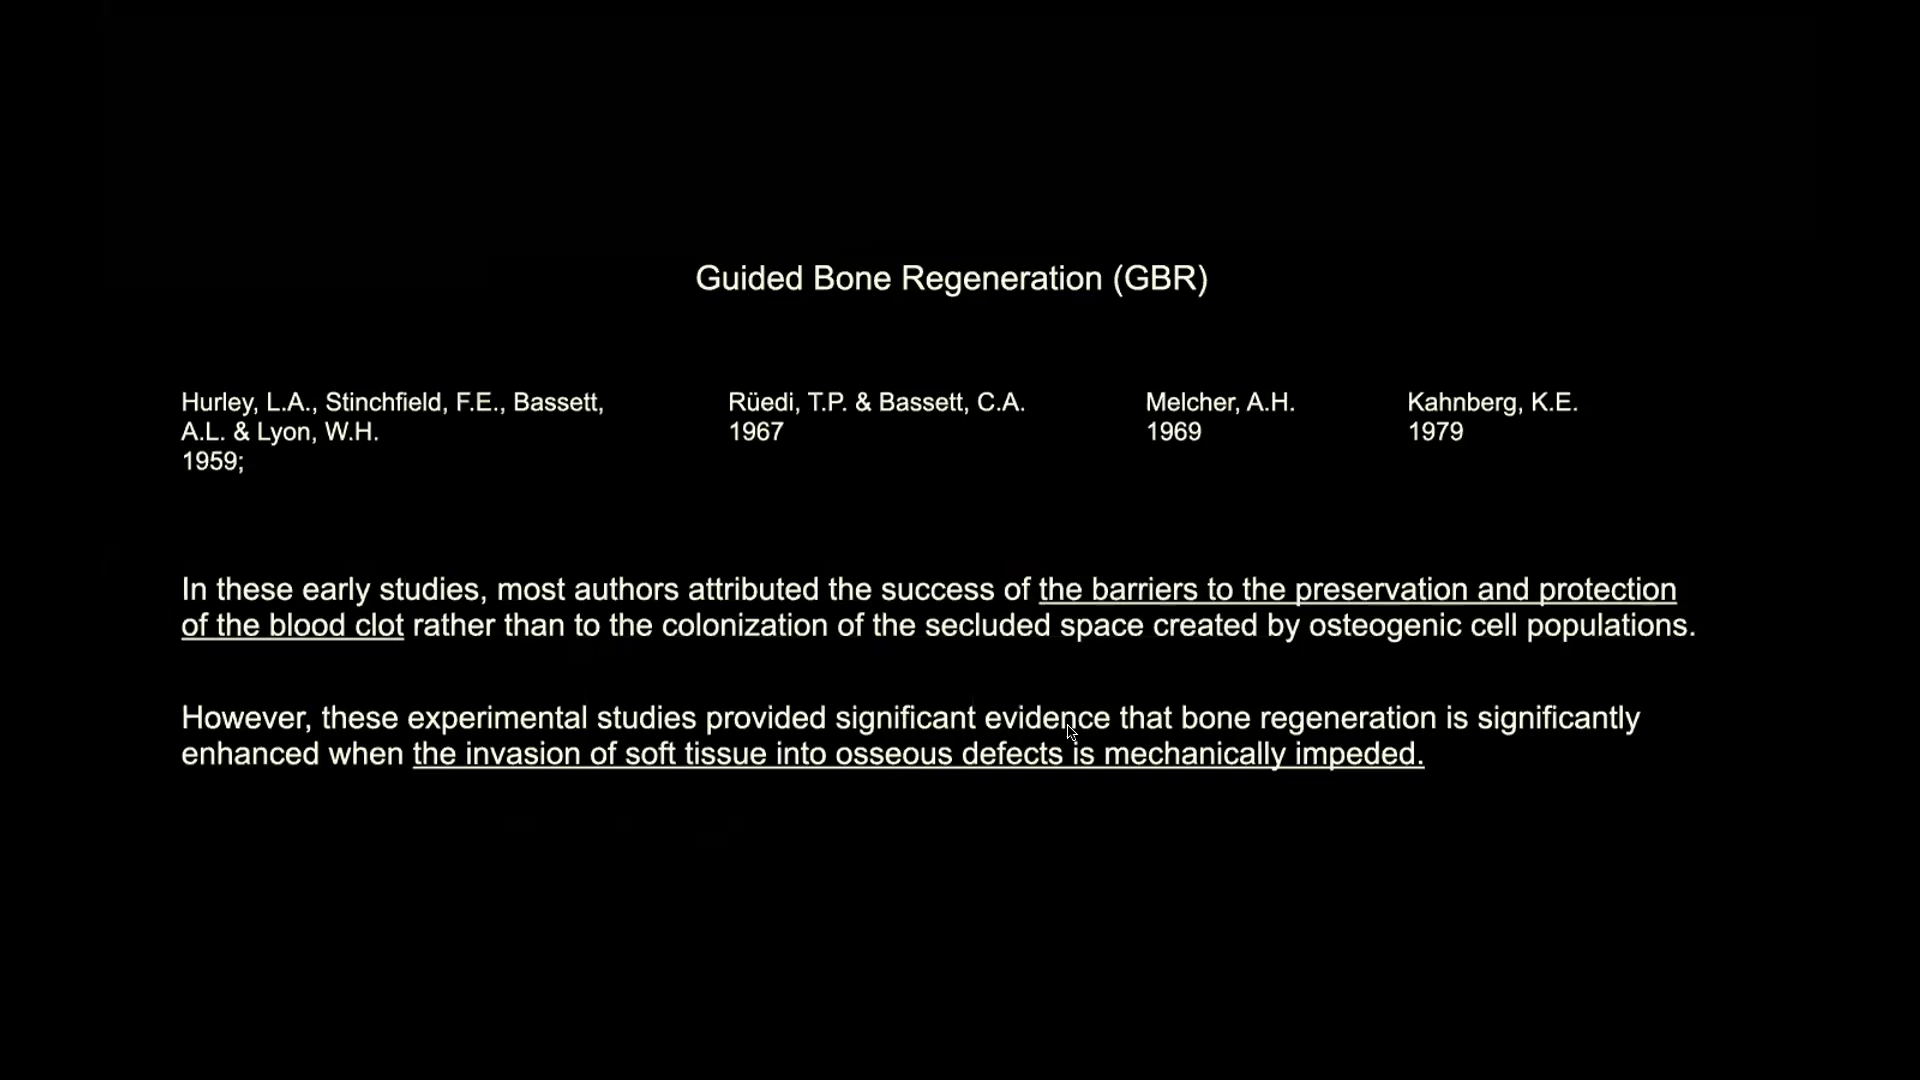 Guided Bone Regeneration (GBR)
Hurley, L.A., Stinchfield, F.E., Bassett,
A.L. & Lyon, W.H.
1959;
Rüedi, T.P. & Bassett, C.A.
1967
Melcher, A.H.
1969
Kahnberg, K.E.
1979
In these early studies, most authors attributed the success of the barriers to the preservation and protection
of the blood clot rather than to the colonization of the secluded space created by osteogenic cell populations.
However, these experimental studies provided significant evidence that bone regeneration is significantly
enhanced when the invasion of soft tissue into osseous defects is mechanically impeded.